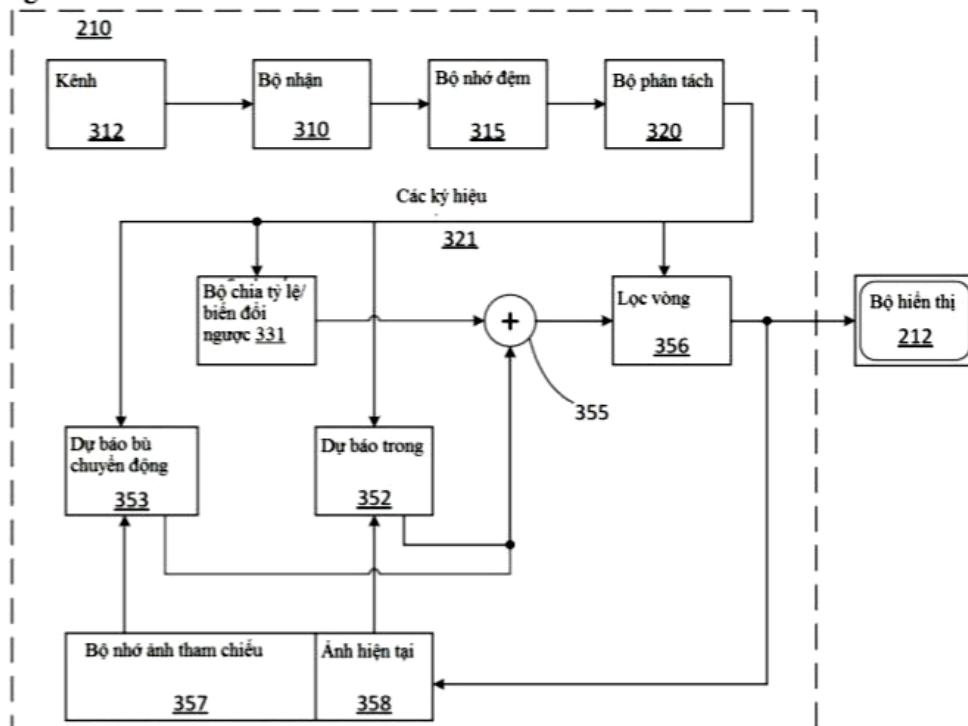 210
Kênh
312
Bộ nhận
310
Bộ nhớ đệm
315
Bộ phân tách
320
Các ký hiệu
321
Bộ chia tỷ lệ/
biến đổi
ngược 331
+
355
Lọc vòng
356
Bộ hiển thị
212
Dự báo bù
chuyển động
353
Dự báo trong
352
Bộ nhớ ảnh tham chiếu
357
Ảnh hiện tại
358